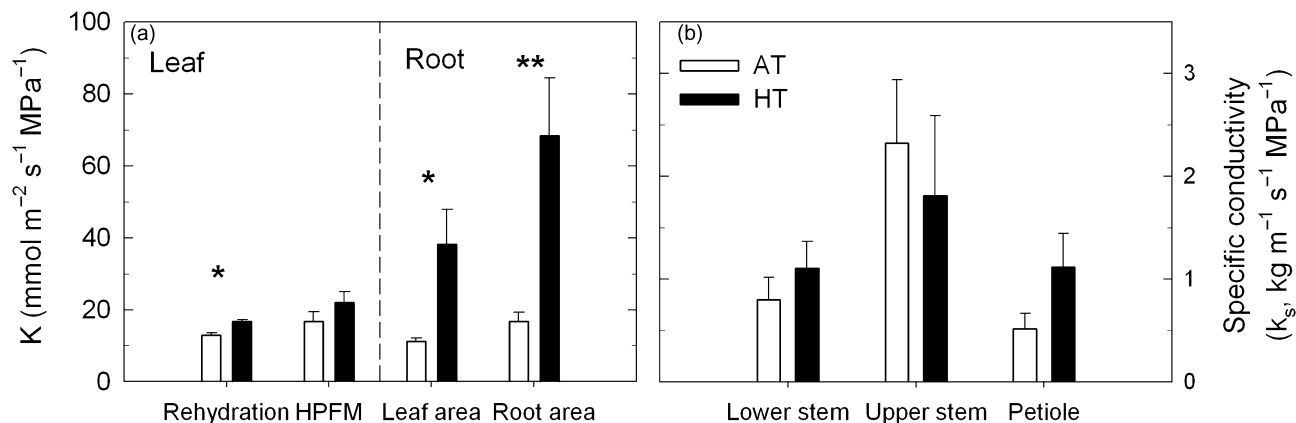 (a)
Leaf
Root
K (mmol m⁻² s⁻¹ MPa⁻¹)
100
80
60
40
20
0
*
*
**
Rehydration HPFM Leaf area Root area
(b)
AT
HT
Lower stem Upper stem Petiole
3
2
1
0
Specific conductivity
(kₛ, kg m⁻¹ s⁻¹ MPa⁻¹)